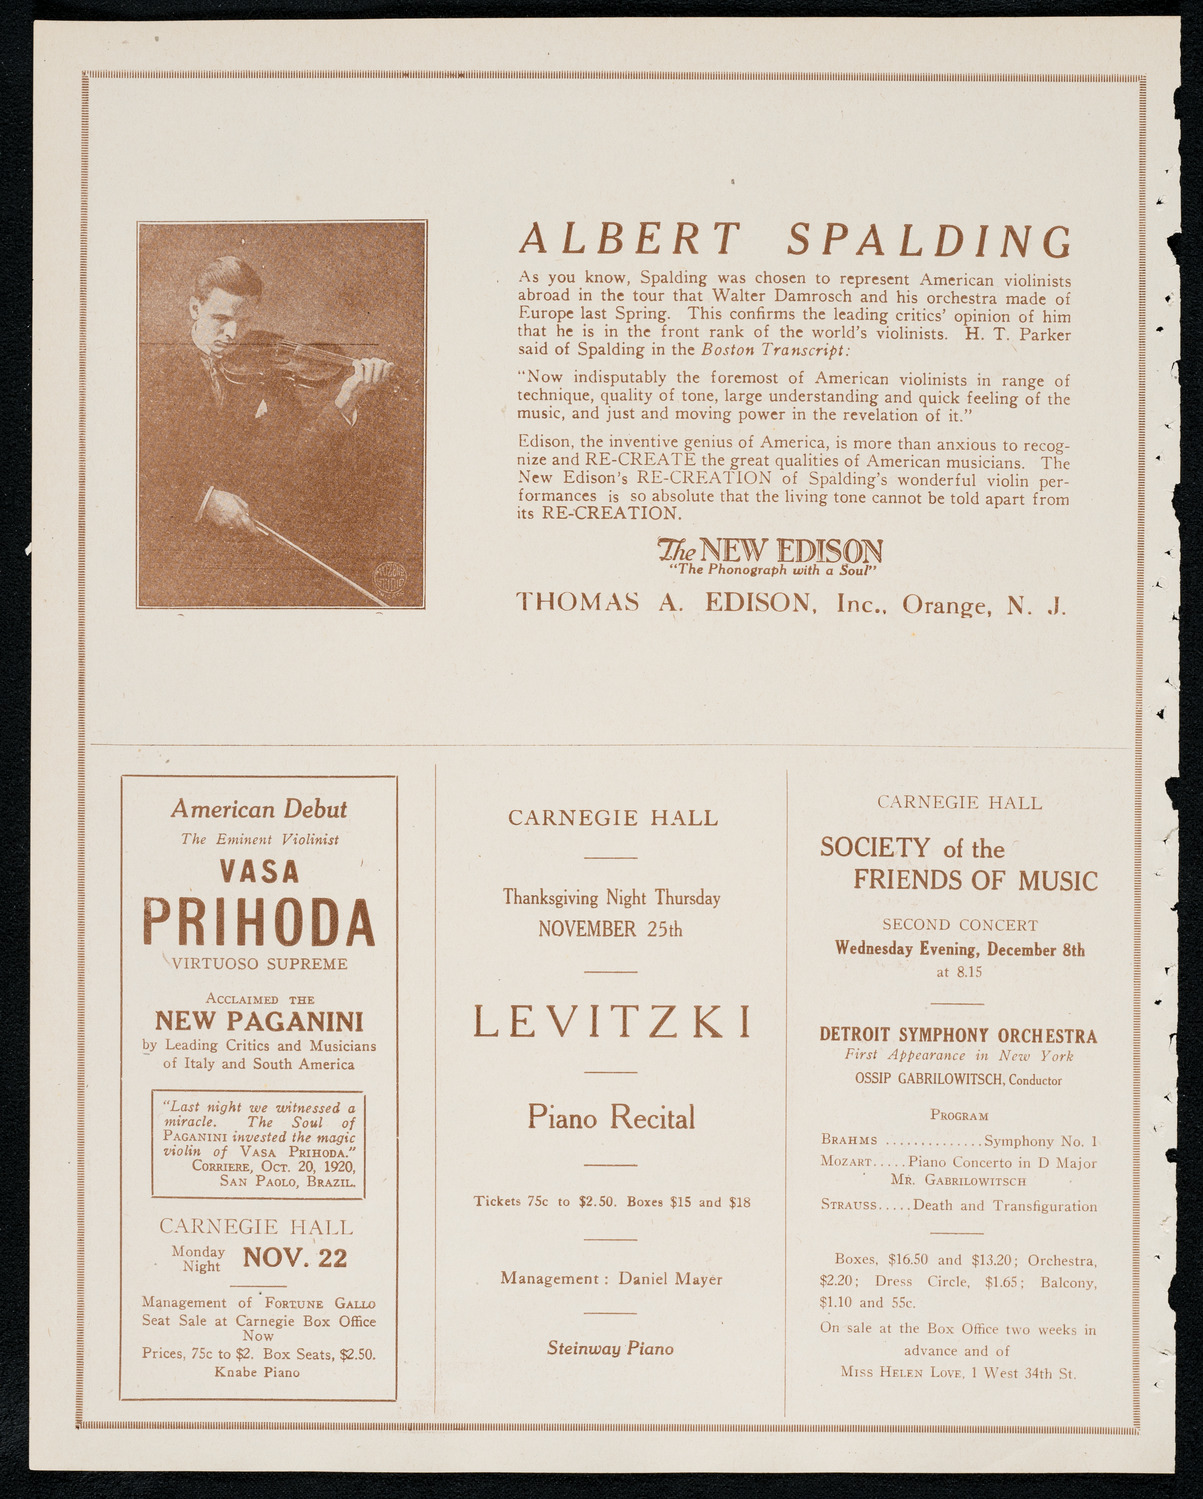 ALBERT SPALDING
As you know, Spalding was chosen to represent American violinists
abroad in the tour that Walter Damrosch and his orchestra made of
Europe last Spring. This confirms the leading critics' opinion of him
that he is in the front rank of the world's violinists. H. T. Parker
said of Spalding in the Boston Transcript:
"Now indisputably the foremost of American violinists in range of
technique, quality of tone, large understanding and quick feeling of the
music, and just and moving power in the revelation of it."
Edison, the inventive genius of America, is more than anxious to recog-
nize and RE-CREATE the great qualities of American musicians. The
New Edison's RE-CREATION of Spalding's wonderful violin per-
formances is so absolute that the living tone cannot be told apart from
its RE-CREATION.
The NEW EDISON
"The Phonograph with a Soul"
THOMAS A. EDISON, Inc., Orange, N. J.
American Debut
The Eminent Violinist
VASA
PRIHODA
VIRTUOSO SUPREME
ACCLAIMED THE
NEW PAGANINI
by Leading Critics and Musicians
of Italy and South America
"Last night we witnessed a
miracle. The Soul of
PAGANINI invested the magic
violin of VASA PRIHODA."
CORRIERE, OCT. 20, 1920,
SAN PAOLO, BRAZIL.
CARNEGIE HALL
Monday
Night NOV. 22
Management of FORTUNE GALLO
Seat Sale at Carnegie Box Office
Now
Prices, 75c to $2. Box Seats, $2.50.
Knabe Piano
CARNEGIE HALL
Thanksgiving Night Thursday
NOVEMBER 25th
LEVITZKI
Piano Recital
Tickets 75c to $2.50. Boxes $15 and $18
Management: Daniel Mayer
Steinway Piano
CARNEGIE HALL
SOCIETY of the
FRIENDS OF MUSIC
SECOND CONCERT
Wednesday Evening, December 8th
at 8.15
DETROIT SYMPHONY ORCHESTRA
First Appearance in New York
OSSIP GABRILOWITSCH, Conductor
PROGRAM
BRAHMS ..............Symphony No. 1
MOZART.....Piano Concerto in D Major
MR. GABRILOWITSCH
STRAUSS.....Death and Transfiguration
Boxes, $16.50 and $13.20; Orchestra,
$2.20; Dress Circle, $1.65; Balcony,
$1.10 and 55c.
On sale at the Box Office two weeks in
advance and of
MISS HELEN LOVE, 1 West 34th St.